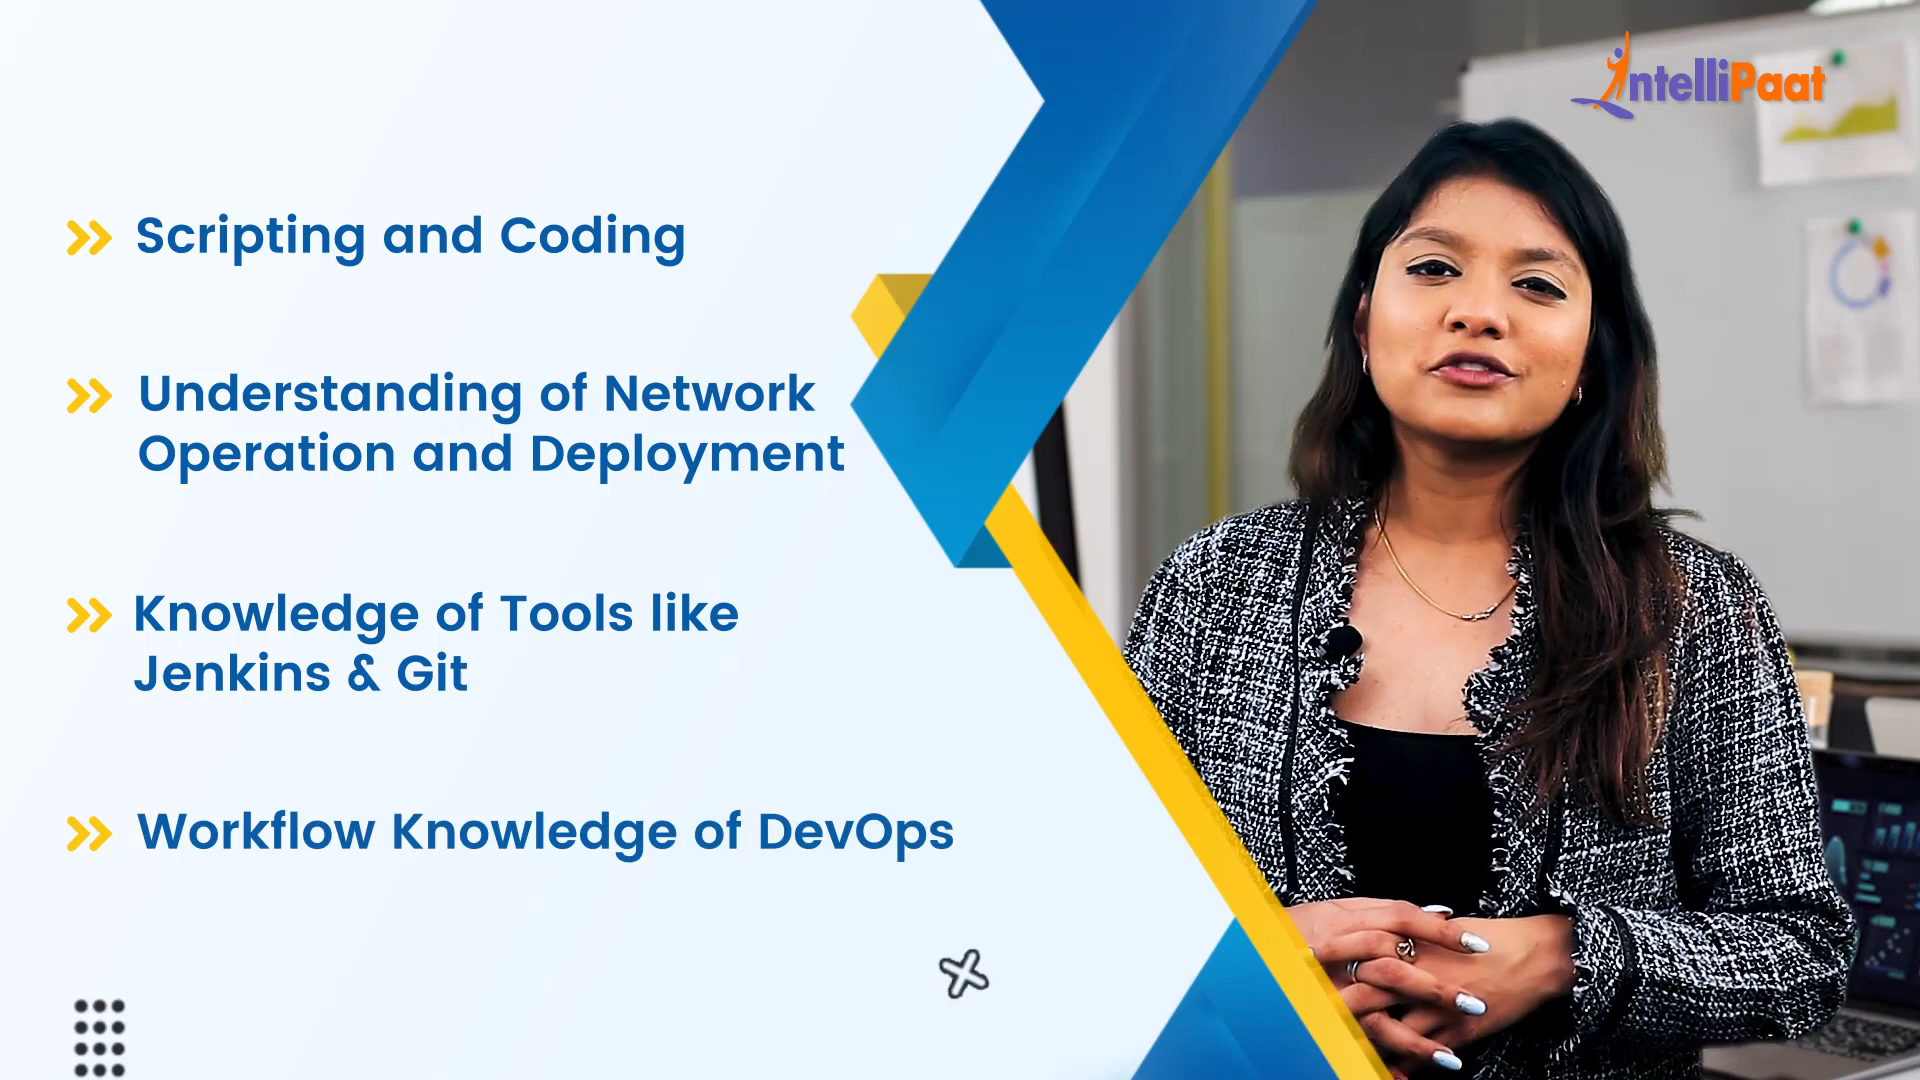 IntelliPaat
Scripting and Coding
Understanding of Network
Operation and Deployment
Knowledge of Tools like
Jenkins & Git
Workflow Knowledge of DevOps